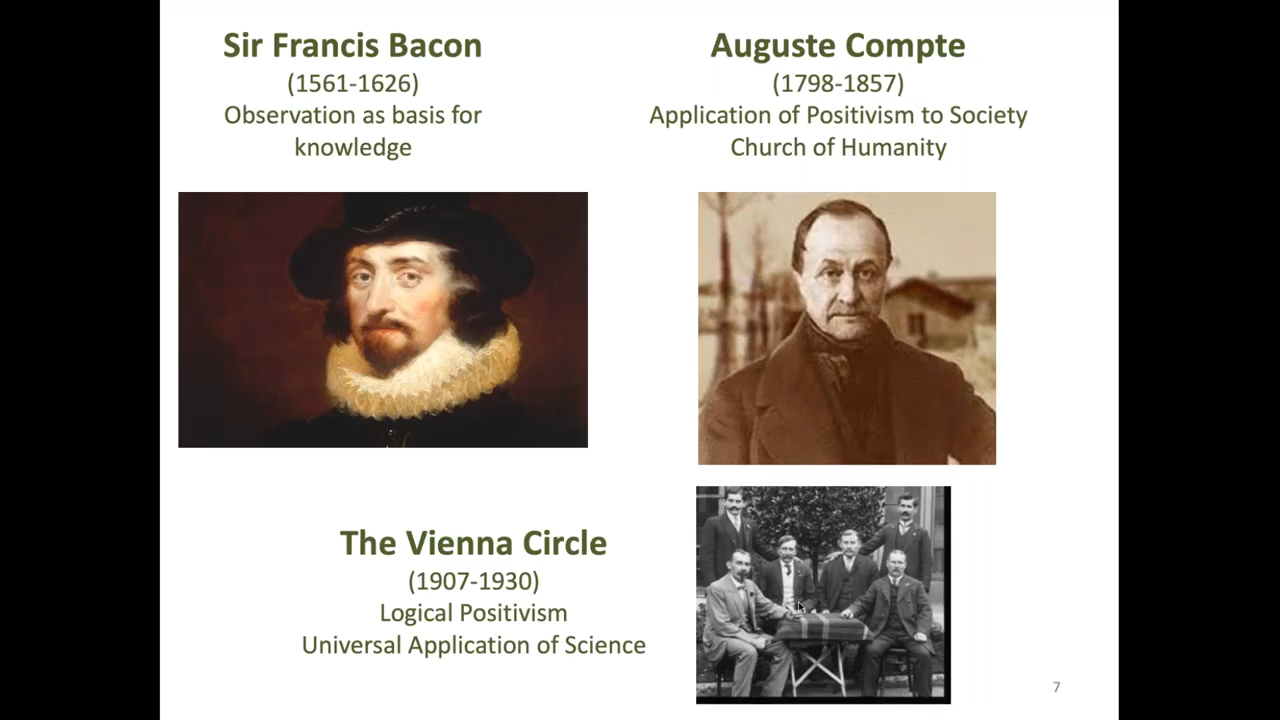 Sir Francis Bacon
(1561-1626)
Observation as basis for
knowledge
Auguste Compte
(1798-1857)
Application of Positivism to Society
Church of Humanity
The Vienna Circle
(1907-1930)
Logical Positivism
Universal Application of Science
7